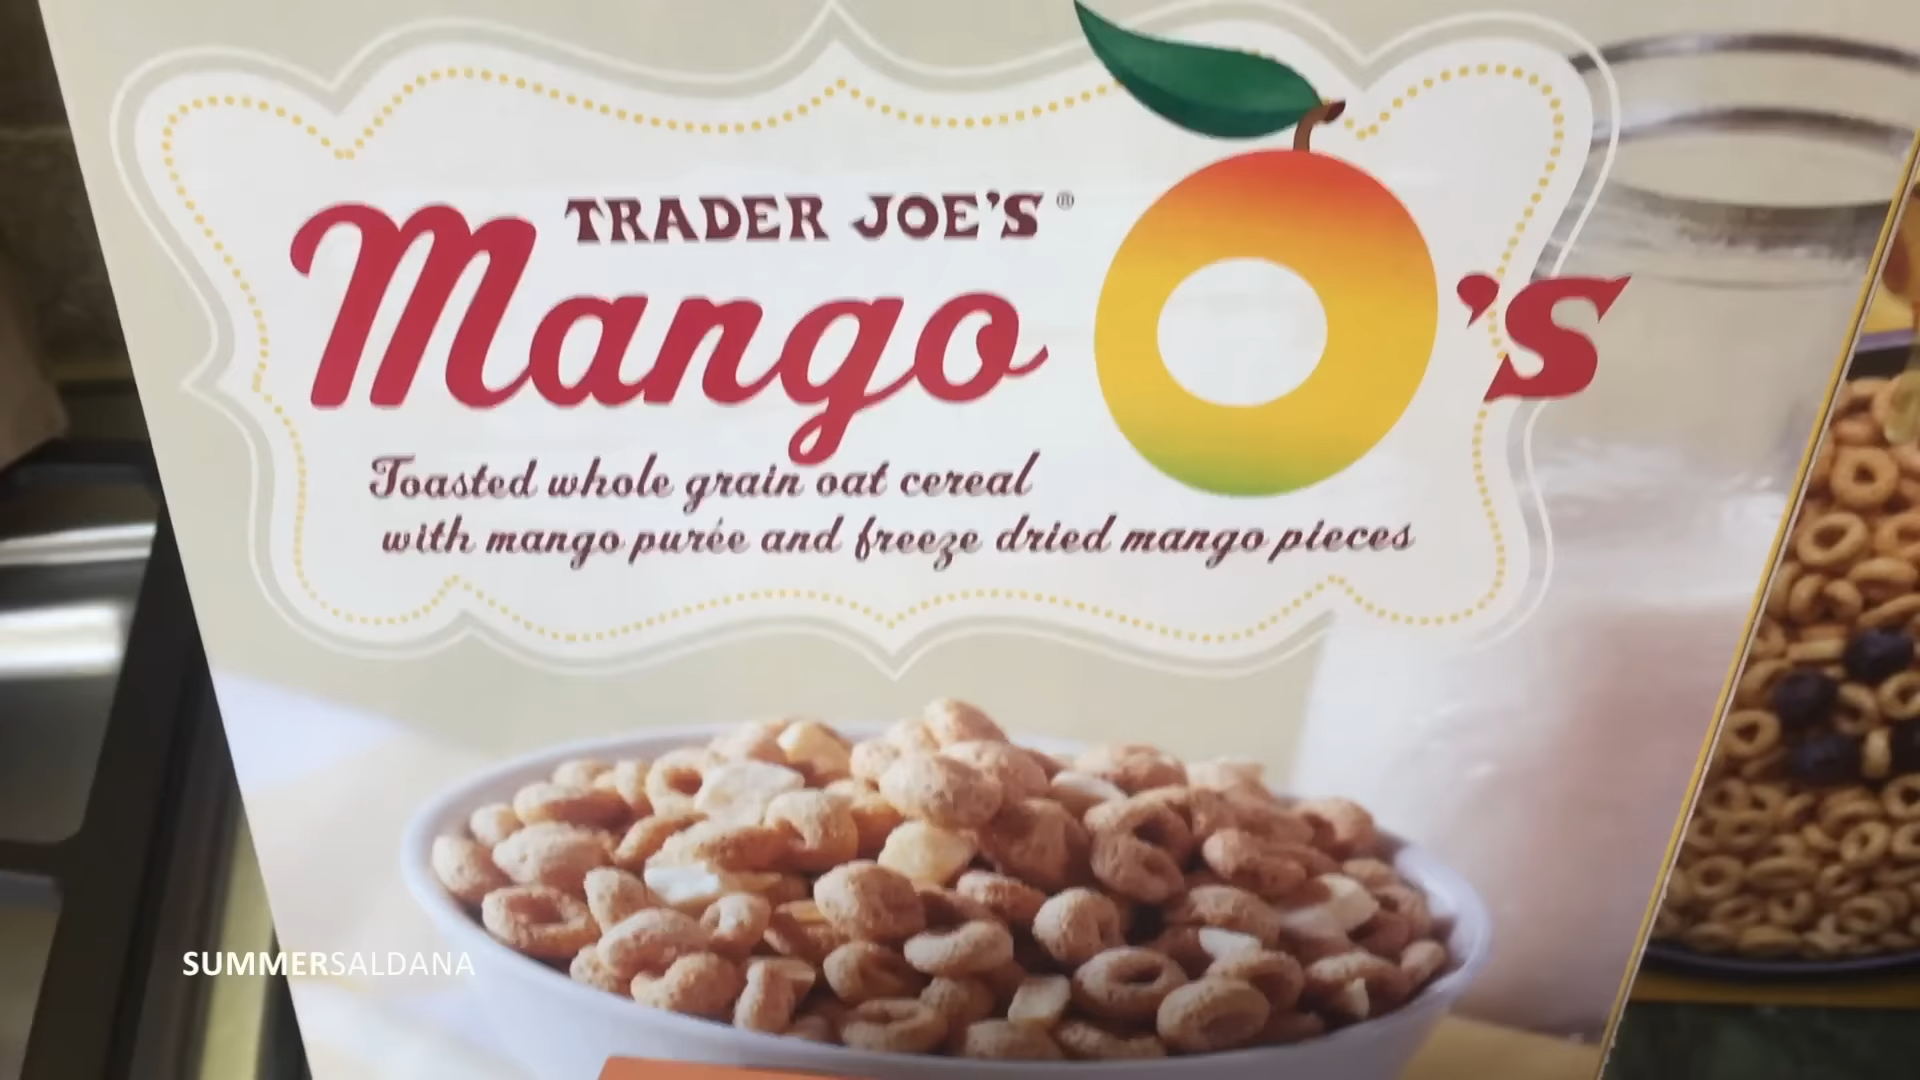 TRADER JOE'S®
Mango O's
Toasted whole grain oat cereal
with mango purée and freeze dried mango pieces
SUMMERSALDANA